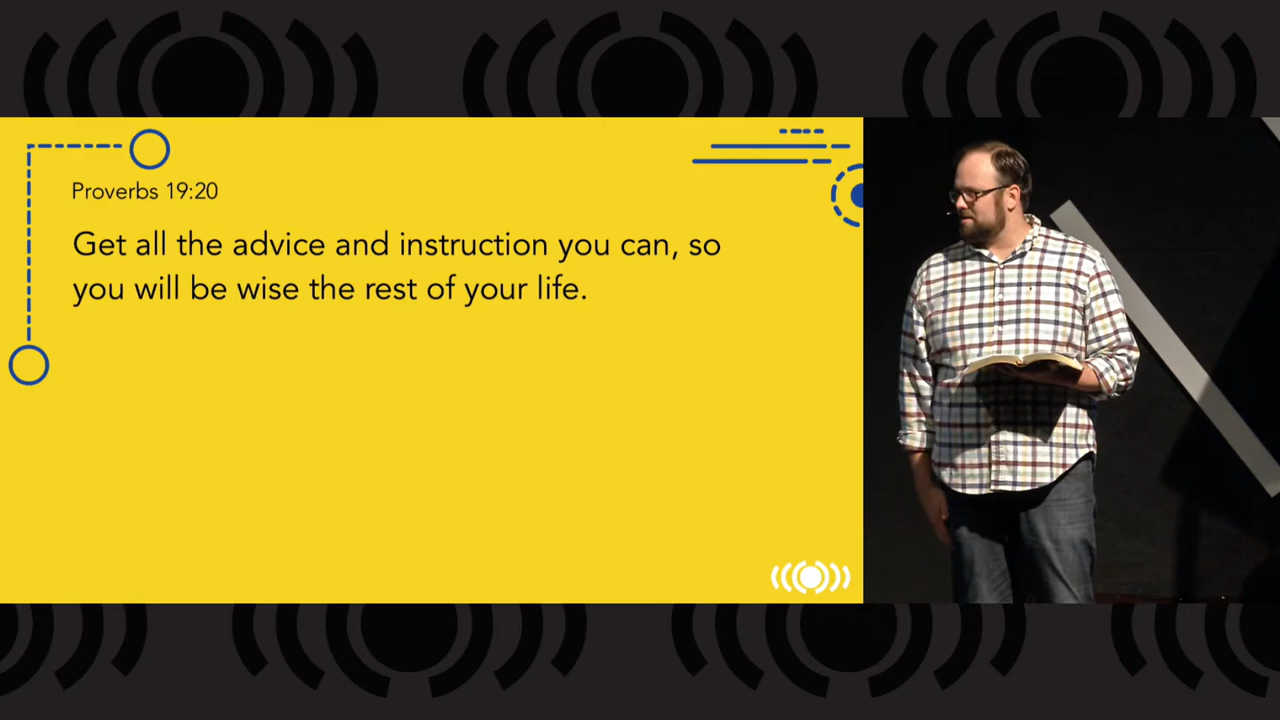 Proverbs 19:20
Get all the advice and instruction you can, so
you will be wise the rest of your life.